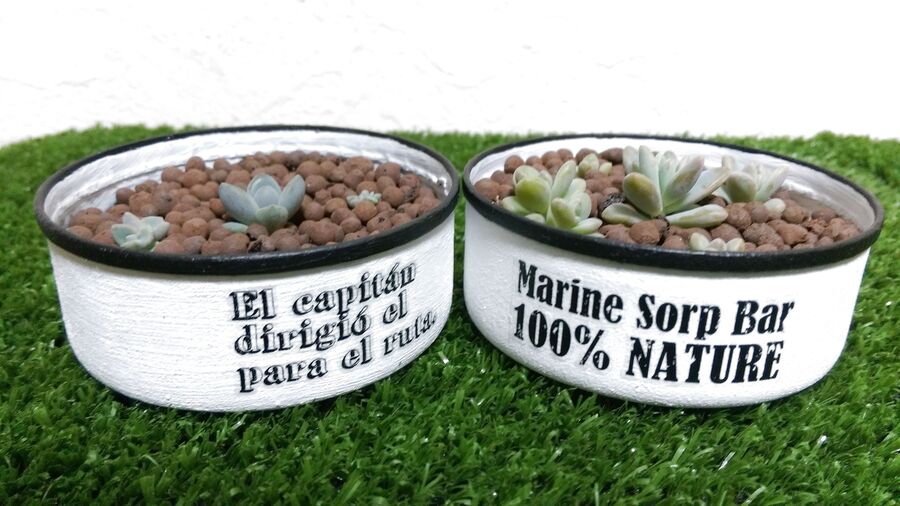 El capitán
dirigió el
para el ruta.
Marine Sorp Bar
100% NATURE